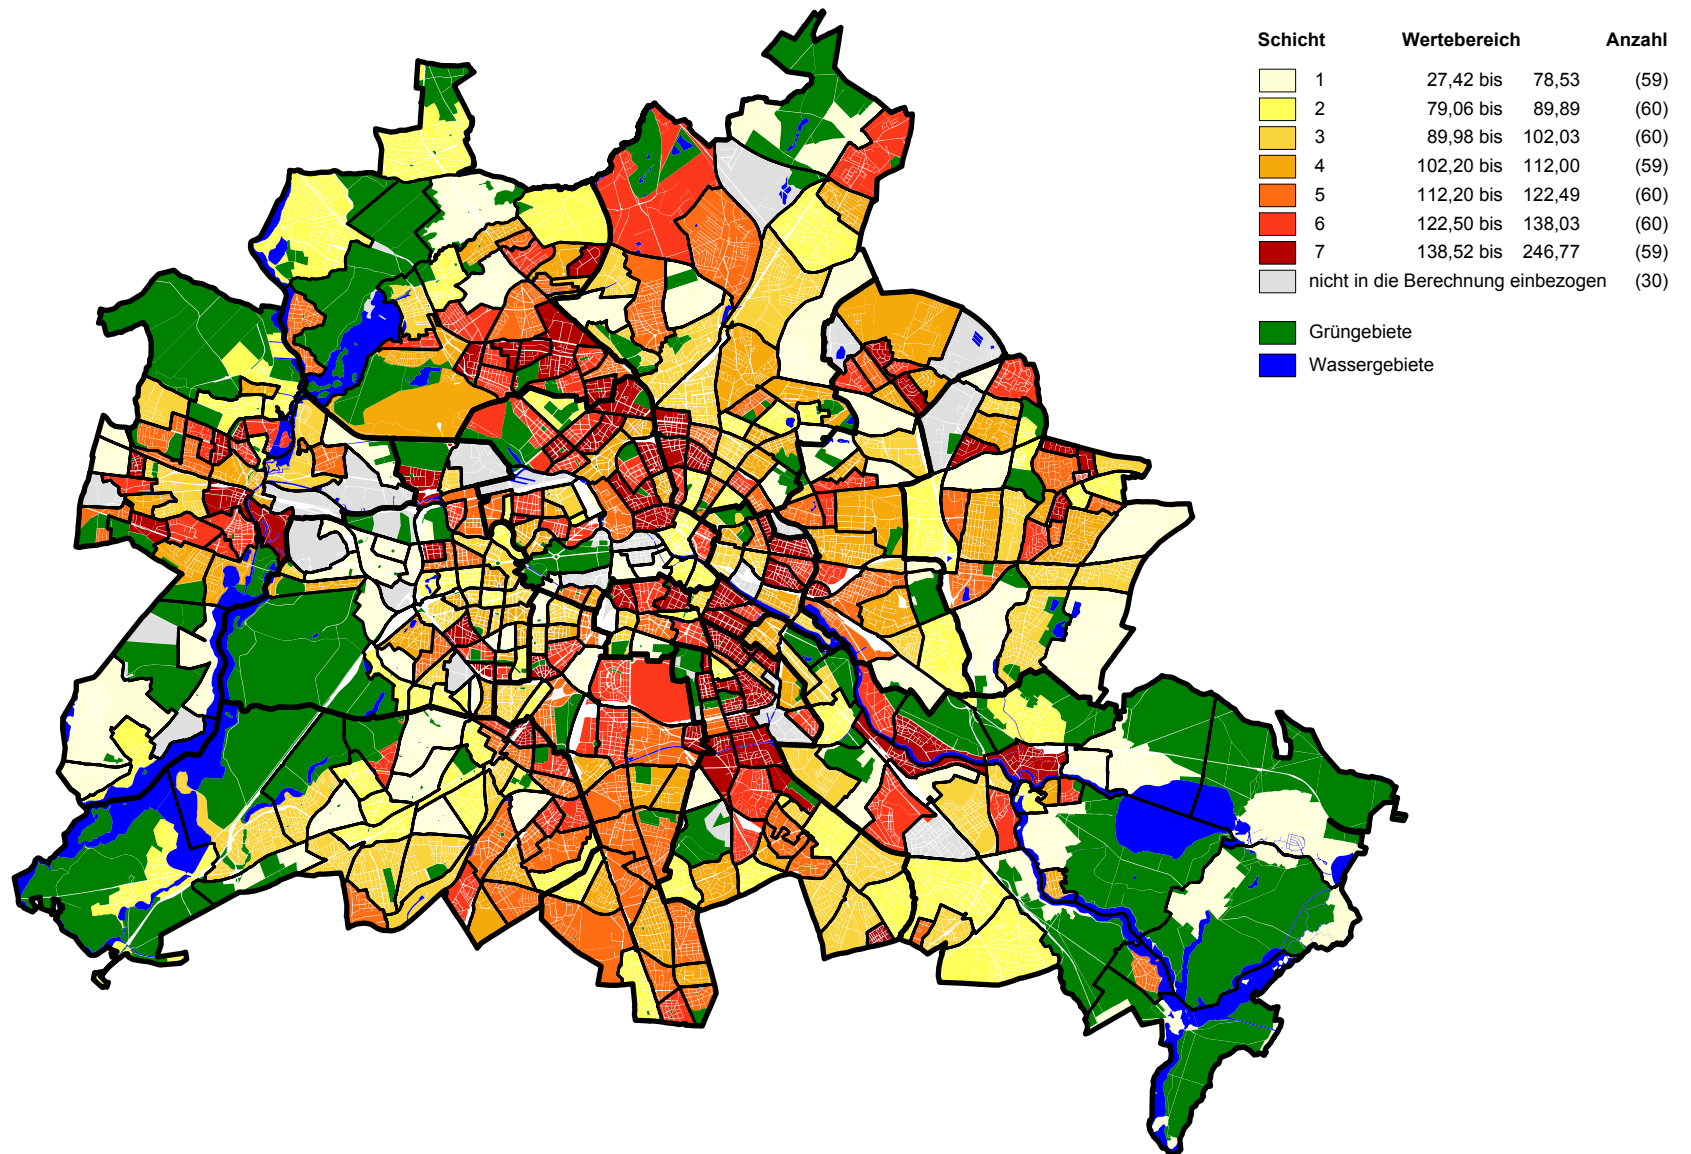 Schicht Wertebereich Anzahl
1 27,42 bis 78,53 (59)
2 79,06 bis 89,89 (60)
3 89,98 bis 102,03 (60)
4 102,20 bis 112,00 (59)
5 112,20 bis 122,49 (60)
6 122,50 bis 138,03 (60)
7 138,52 bis 246,77 (59)
nicht in die Berechnung einbezogen (30)
Grüngebiete
Wassergebiete